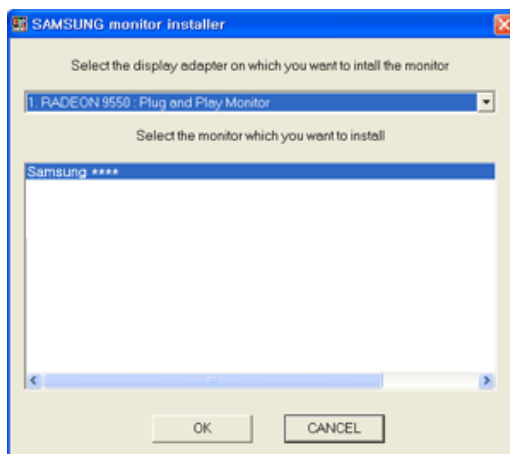 SAMSUNG monitor installer
Select the display adapter on which you want to intall the monitor
1. RADEON 9550 : Plug and Play Monitor
Select the monitor which you want to install
Samsung ****
OK
CANCEL